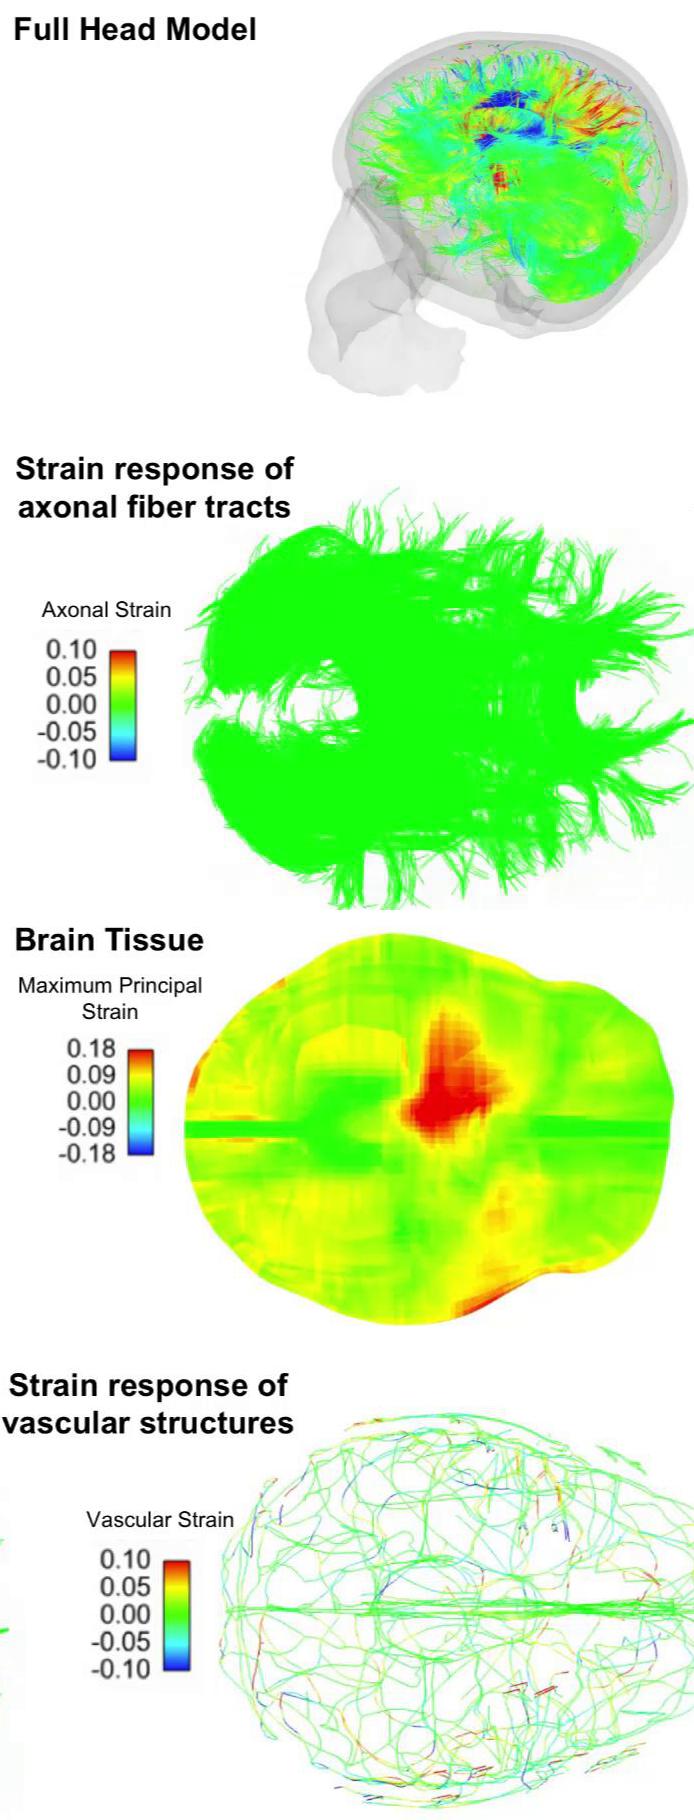 Full Head Model
Strain response of
axonal fiber tracts
Axonal Strain
0.10
0.05
0.00
-0.05
-0.10
Brain Tissue
Maximum Principal
Strain
0.18
0.09
0.00
-0.09
-0.18
Strain response of
vascular structures
Vascular Strain
0.10
0.05
0.00
-0.05
-0.10